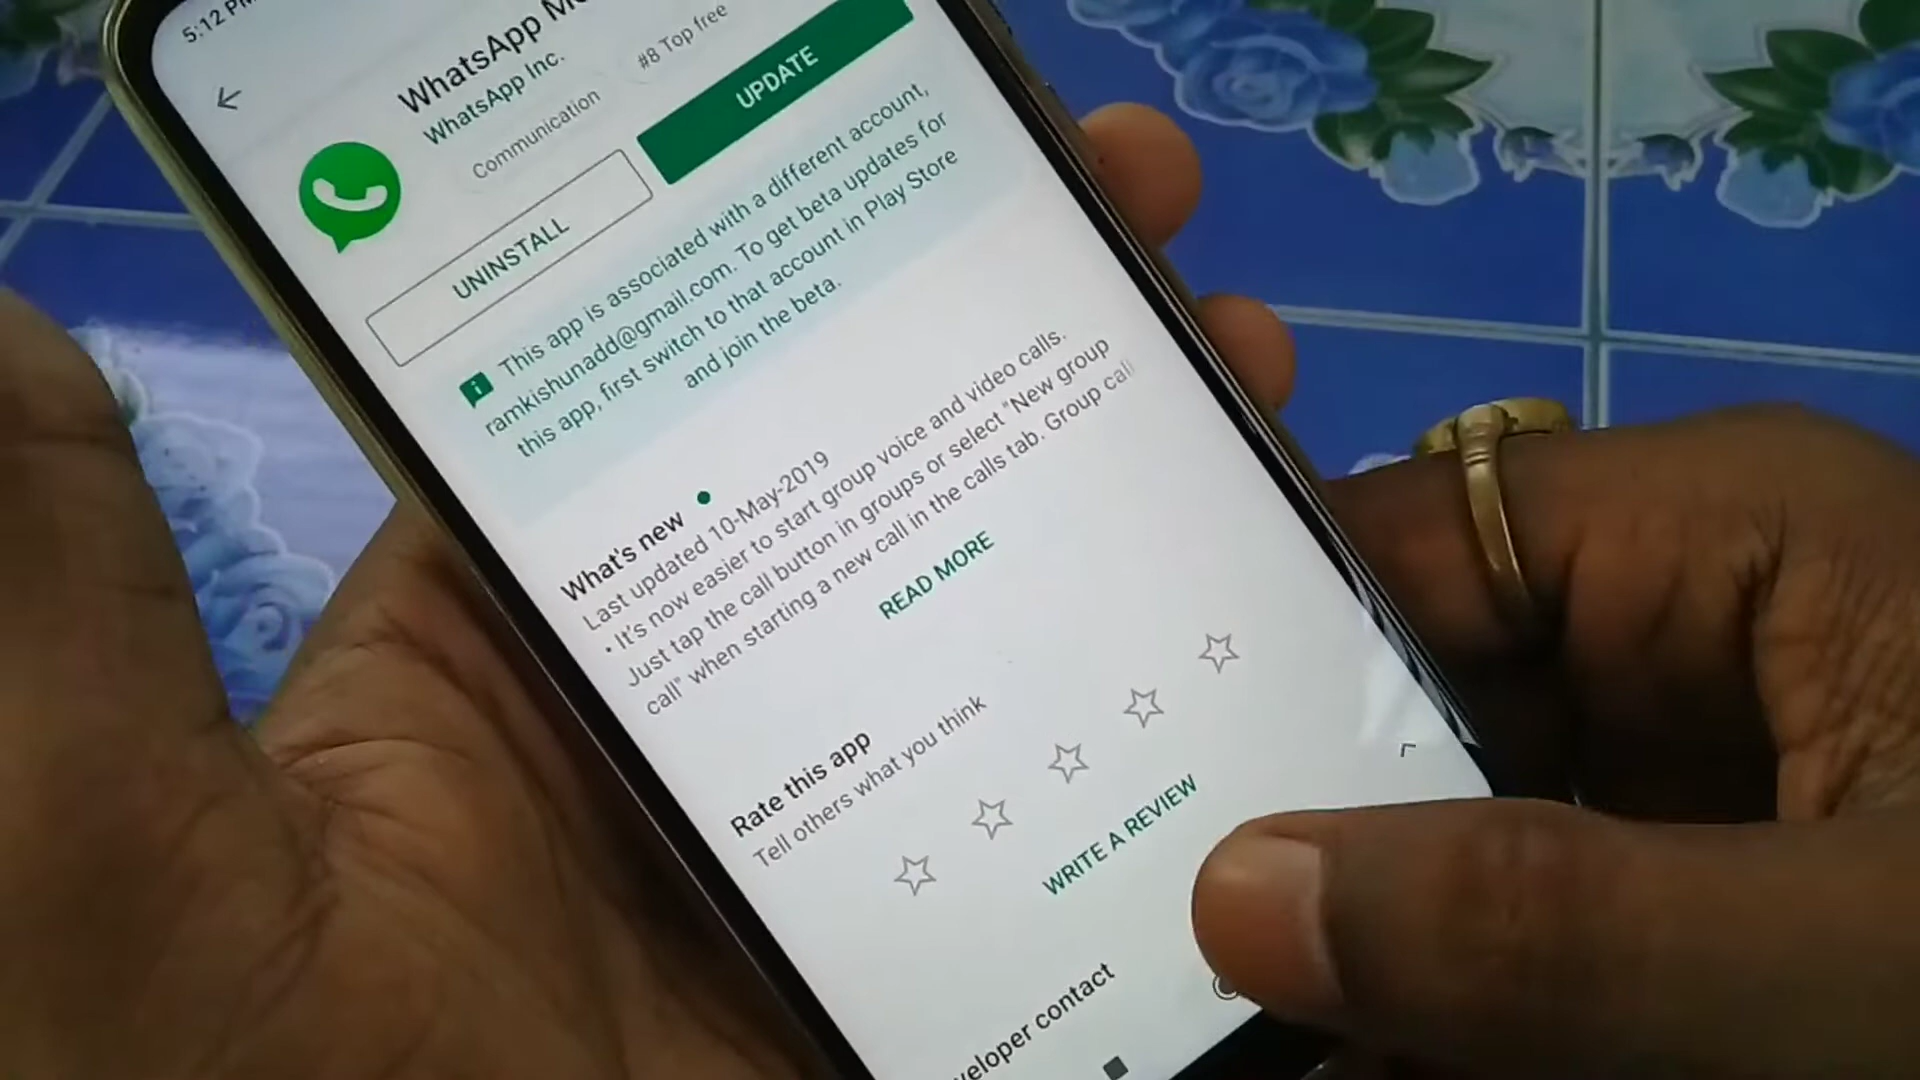 5:12
WhatsApp
WhatsApp Inc.
Communication
#8 Top free
UNINSTALL
UPDATE
This app is associated with a different account,
ramkishunadd@gmail.com. To get beta updates for
this app, first switch to that account in Play Store
and join the beta.
What's new
Last updated 10-May-2019
• It's now easier to start group voice and video calls.
Just tap the call button in groups or select "New group
call" when starting a new call in the calls tab. Group
READ MORE
Rate this app
Tell others what you think
WRITE A REVIEW
contact